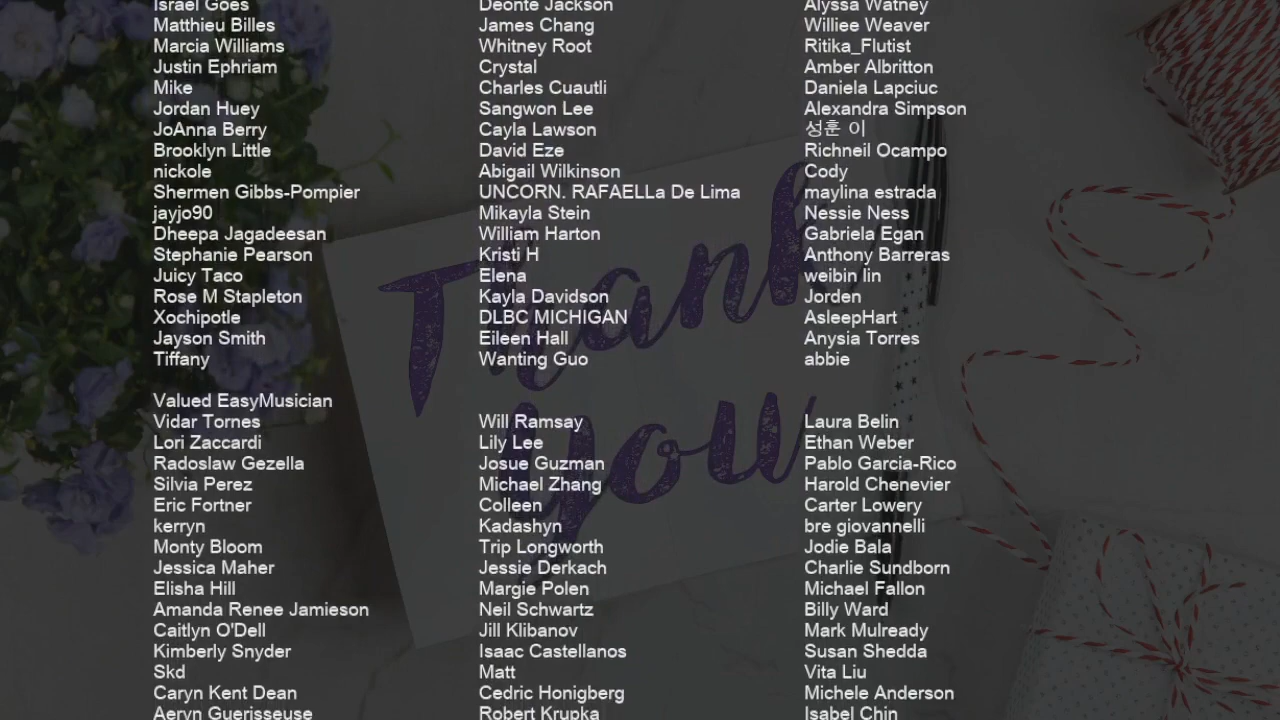 Israel Goes Deonte Jackson Alyssa Watney
Matthieu Billes James Chang Williee Weaver
Marcia Williams Whitney Root Ritika_Flutist
Justin Ephriam Crystal Amber Albritton
Mike Charles Cuautli Daniela Lapciuc
Jordan Huey Sangwon Lee Alexandra Simpson
JoAnna Berry Cayla Lawson 성훈 이
Brooklyn Little David Eze Richneil Ocampo
nickole Abigail Wilkinson Cody
Shermen Gibbs-Pompier UNCORN. RAFAELLa De Lima maylina estrada
jayjo90 Mikayla Stein Nessie Ness
Dheepa Jagadeesan William Harton Gabriela Egan
Stephanie Pearson Kristi H Anthony Barreras
Juicy Taco Elena weibin lin
Rose M Stapleton Kayla Davidson Jorden
Xochipotle DLBC MICHIGAN AsleepHart
Jayson Smith Eileen Hall Anysia Torres
Tiffany Wanting Guo abbie
Valued EasyMusician
Vidar Tornes Will Ramsay Laura Belin
Lori Zaccardi Lily Lee Ethan Weber
Radoslaw Gezella Josue Guzman Pablo Garcia-Rico
Silvia Perez Michael Zhang Harold Chenevier
Eric Fortner Colleen Carter Lowery
kerryn Kadashyn bre giovannelli
Monty Bloom Trip Longworth Jodie Bala
Jessica Maher Jessie Derkach Charlie Sundborn
Elisha Hill Margie Polen Michael Fallon
Amanda Renee Jamieson Neil Schwartz Billy Ward
Caitlyn O'Dell Jill Klibanov Mark Mulready
Kimberly Snyder Isaac Castellanos Susan Shedda
Skd Matt Vita Liu
Caryn Kent Dean Cedric Honigberg Michele Anderson
Aeryn Guerisseuse Robert Krupka Isabel Chin
Thank
you